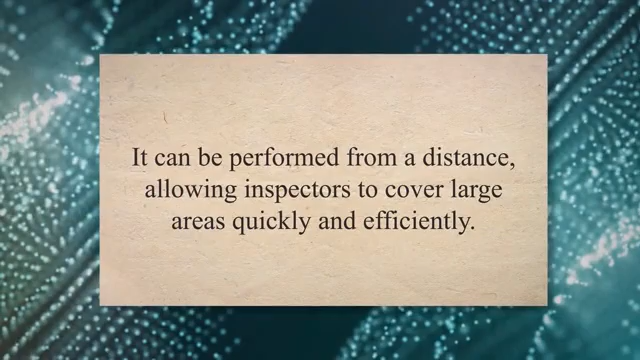 It can be performed from a distance,
allowing inspectors to cover large
areas quickly and efficiently.